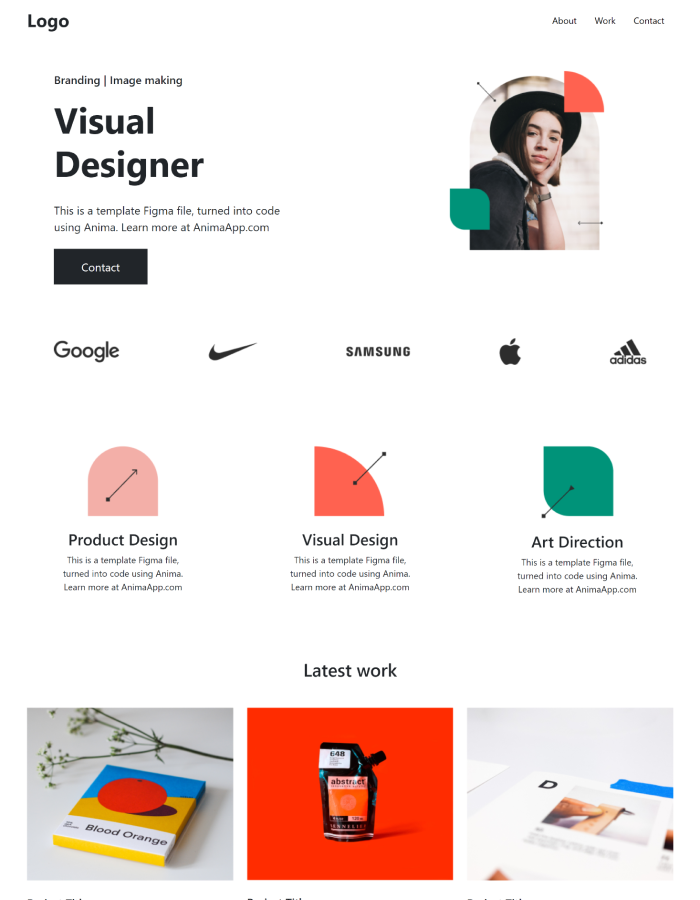 Logo
About Work Contact
Branding | Image making
Visual
Designer
This is a template Figma file, turned into code
using Anima. Learn more at AnimaApp.com
Contact
Google
SAMSUNG
adidas
Product Design
This is a template Figma file,
turned into code using Anima.
Learn more at AnimaApp.com
Visual Design
This is a template Figma file,
turned into code using Anima.
Learn more at AnimaApp.com
Art Direction
This is a template Figma file,
turned into code using Anima.
Learn more at AnimaApp.com
Latest work
Blood Orange
648
abstract
SENNELIER
D